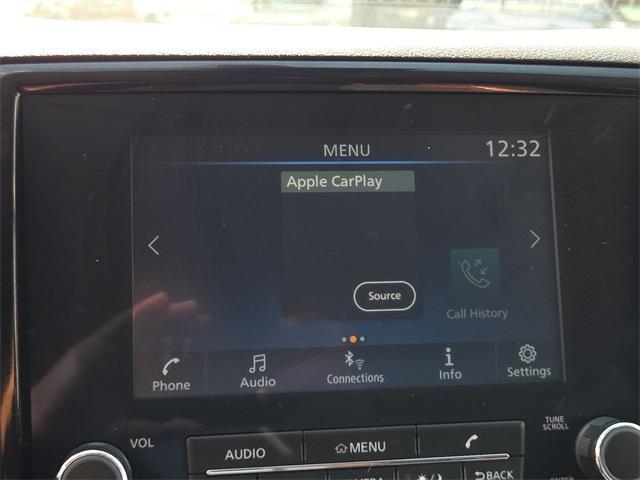 MENU 12:32
Apple CarPlay
Source
Call History
Phone Audio Connections Info Settings
VOL
TUNE
SCROLL
AUDIO MENU
BACK